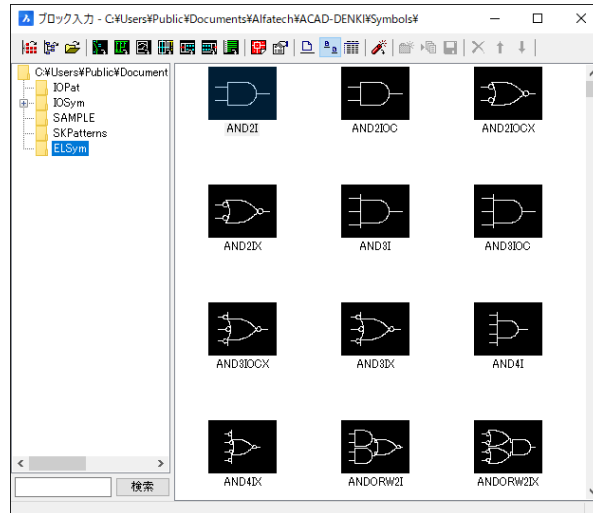 ブロック入力 - C:¥Users¥Public¥Documents¥Alfatech¥ACAD-DENKI¥Symbols¥
C:¥Users¥Public¥Document
IOPat
IOSym
SAMPLE
SKPatterns
ELSym
検索
AND2I
AND2IOC
AND2IOCX
AND2IX
AND3I
AND3IOC
AND3IOCX
AND3IX
AND4I
AND4IX
ANDORW2I
ANDORW2IX